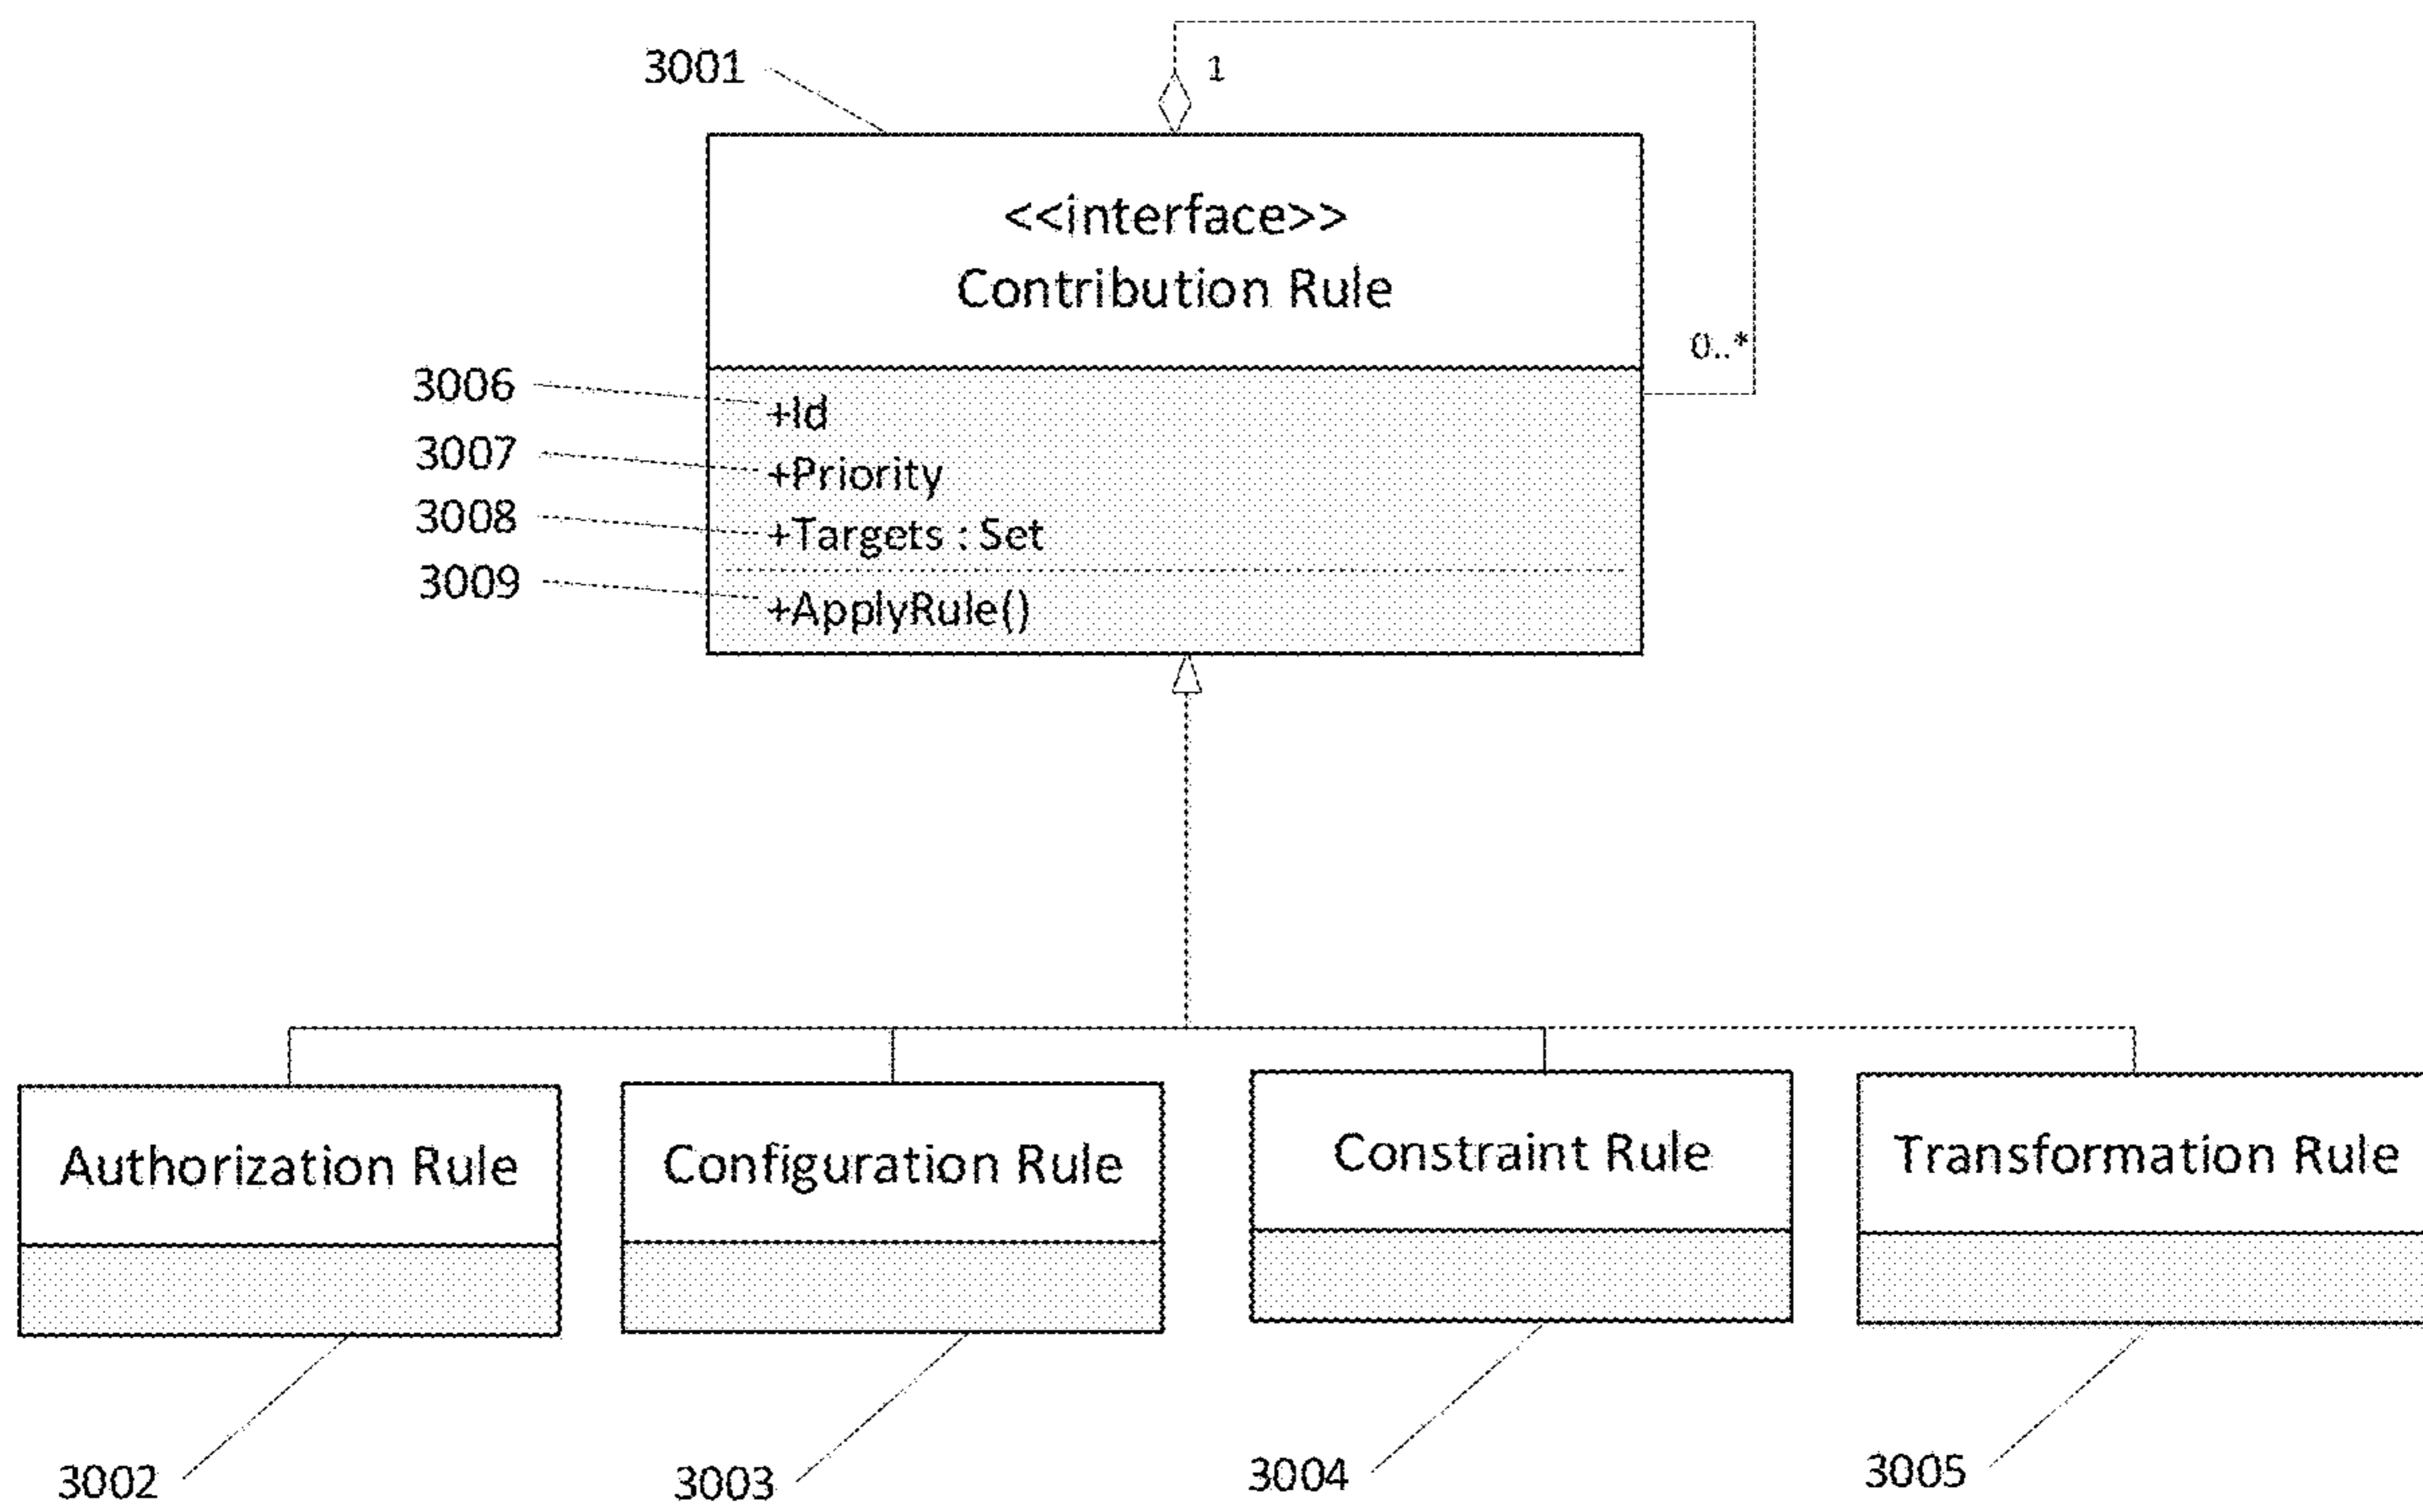 3001
1
<<interface>>
Contribution Rule
0..*
3006
+Id
3007
+Priority
3008
+Targets : Set
3009
+ApplyRule()
Authorization Rule
Configuration Rule
Constraint Rule
Transformation Rule
3002
3003
3004
3005